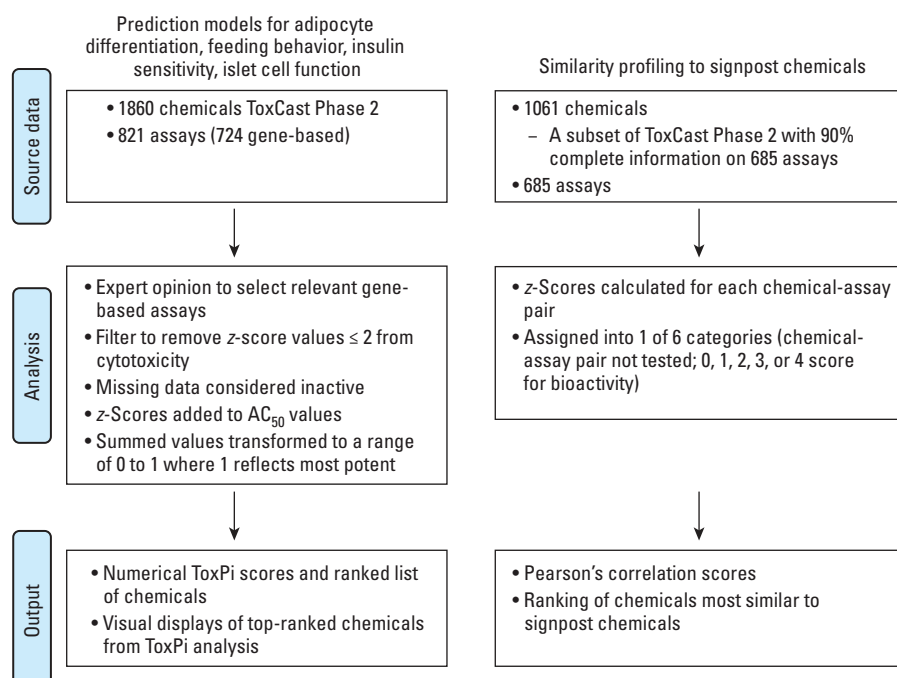 Prediction models for adipocyte
differentiation, feeding behavior, insulin
sensitivity, islet cell function
Similarity profiling to signpost chemicals
Source data
• 1860 chemicals ToxCast Phase 2
• 821 assays (724 gene-based)
• 1061 chemicals
– A subset of ToxCast Phase 2 with 90%
complete information on 685 assays
• 685 assays
Analysis
• Expert opinion to select relevant gene-
based assays
• Filter to remove z-score values ≤ 2 from
cytotoxicity
• Missing data considered inactive
• z-Scores added to AC50 values
• Summed values transformed to a range
of 0 to 1 where 1 reflects most potent
• z-Scores calculated for each chemical-assay
pair
• Assigned into 1 of 6 categories (chemical-
assay pair not tested; 0, 1, 2, 3, or 4 score
for bioactivity)
Output
• Numerical ToxPi scores and ranked list
of chemicals
• Visual displays of top-ranked chemicals
from ToxPi analysis
• Pearson's correlation scores
• Ranking of chemicals most similar to
signpost chemicals